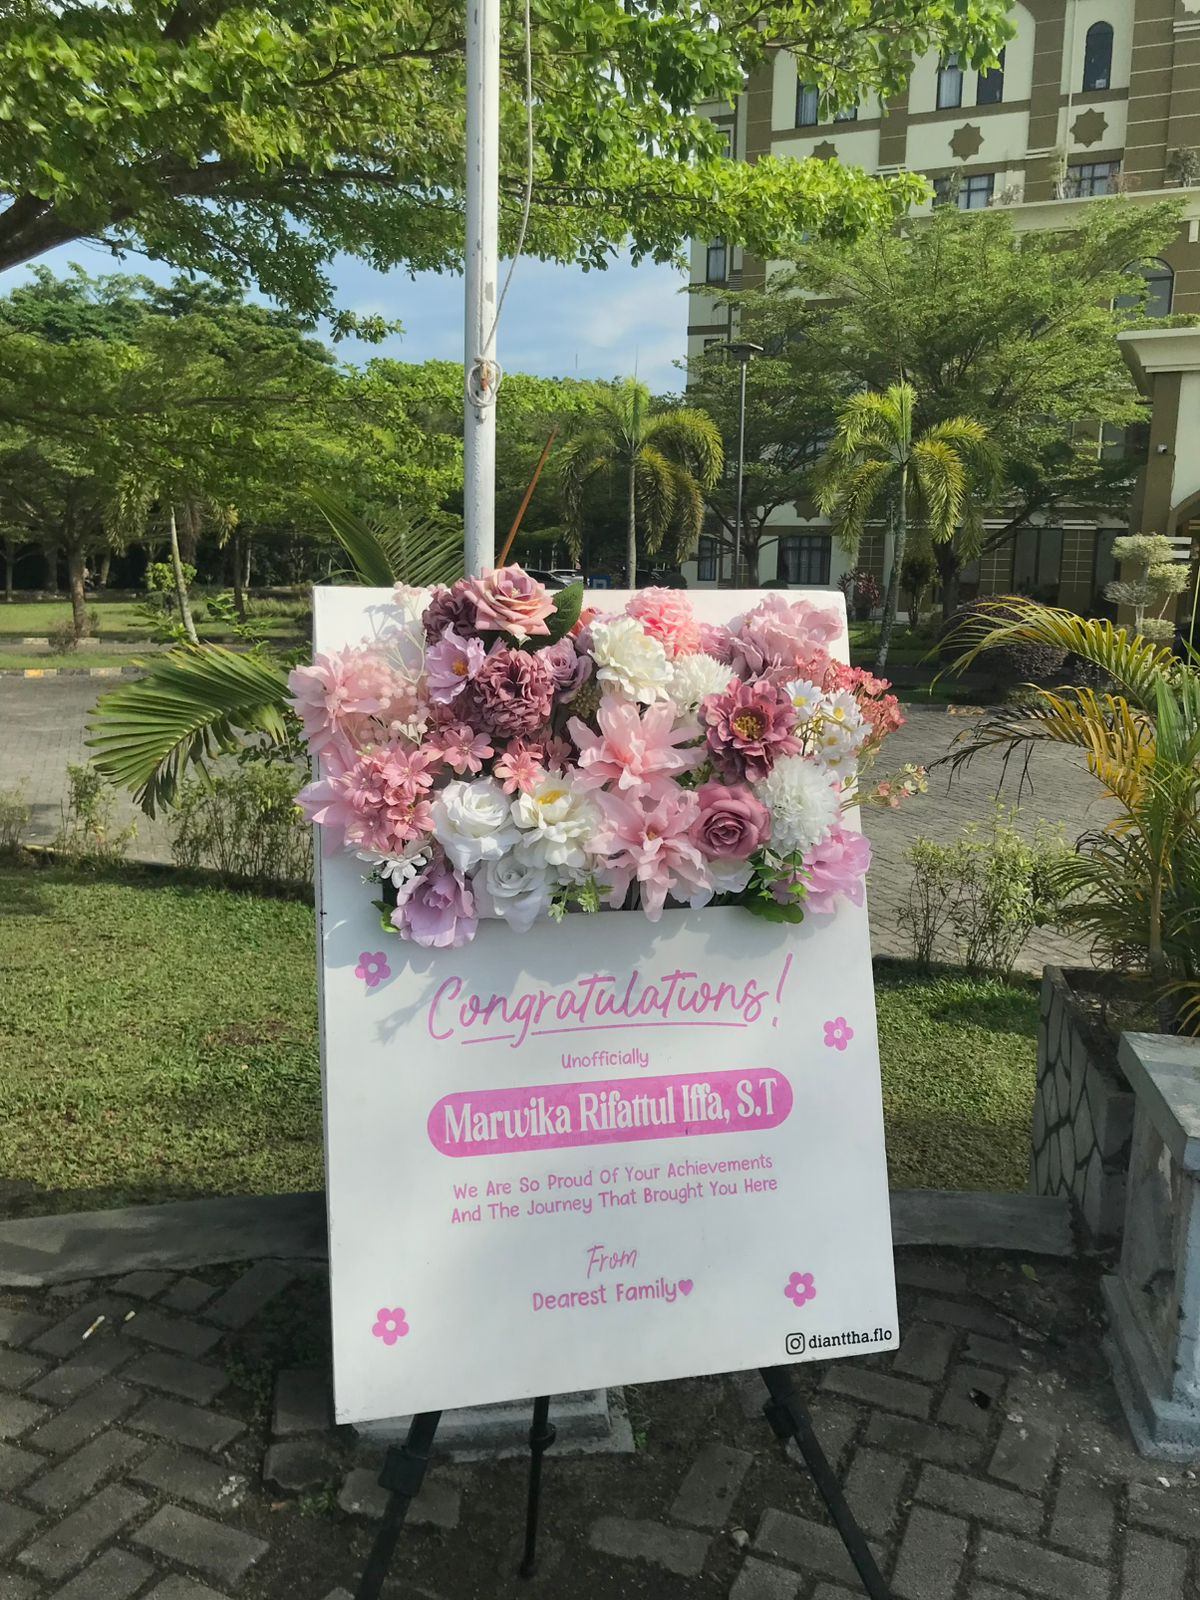 Congratulations!
Unofficially
Marwika Rifattul Iffa, S.T
We Are So Proud Of Your Achievements
And The Journey That Brought You Here
From
Dearest Family
dianttha.flo